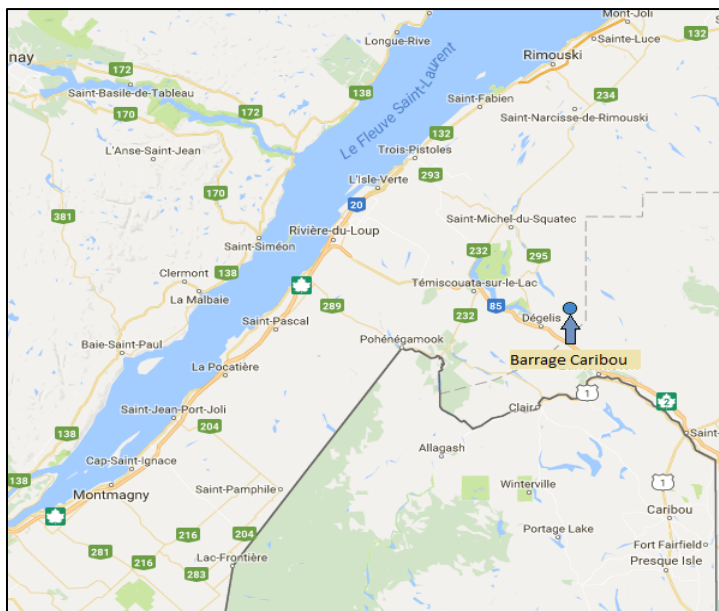 Mont-Joli
Longue-Rive
132
Sainte-Luce
nay
Rimouski
172
138
Saint-Basile-de-Tableau
Le Fleuve Saint-Laurent
234
Saint-Fabien
170
172
Saint-Narcisse-de-Rimouski
132
L'Anse-Saint-Jean
Trois-Pistoles
293
L'Isle-Verte
170
20
381
Saint-Michel-du-Squatec
Rivière-du-Loup
Saint-Siméon
232
295
Clermont
138
La Malbaie
Témiscouata-sur-le-Lac
289
85
232
Dégelis
Saint-Pascal
Pohénégamook
Baie-Saint-Paul
Barrage Caribou
La Pocatière
1
2
Saint-Jean-Port-Joli
Clair
204
138
Saint-
Allagash
Cap-Saint-Ignace
138
Winterville
1
Montmagny
Saint-Pamphile
Caribou
Portage Lake
216
204
Fort Fairfield
281
216
Lac-Frontière
Presque Isle
283